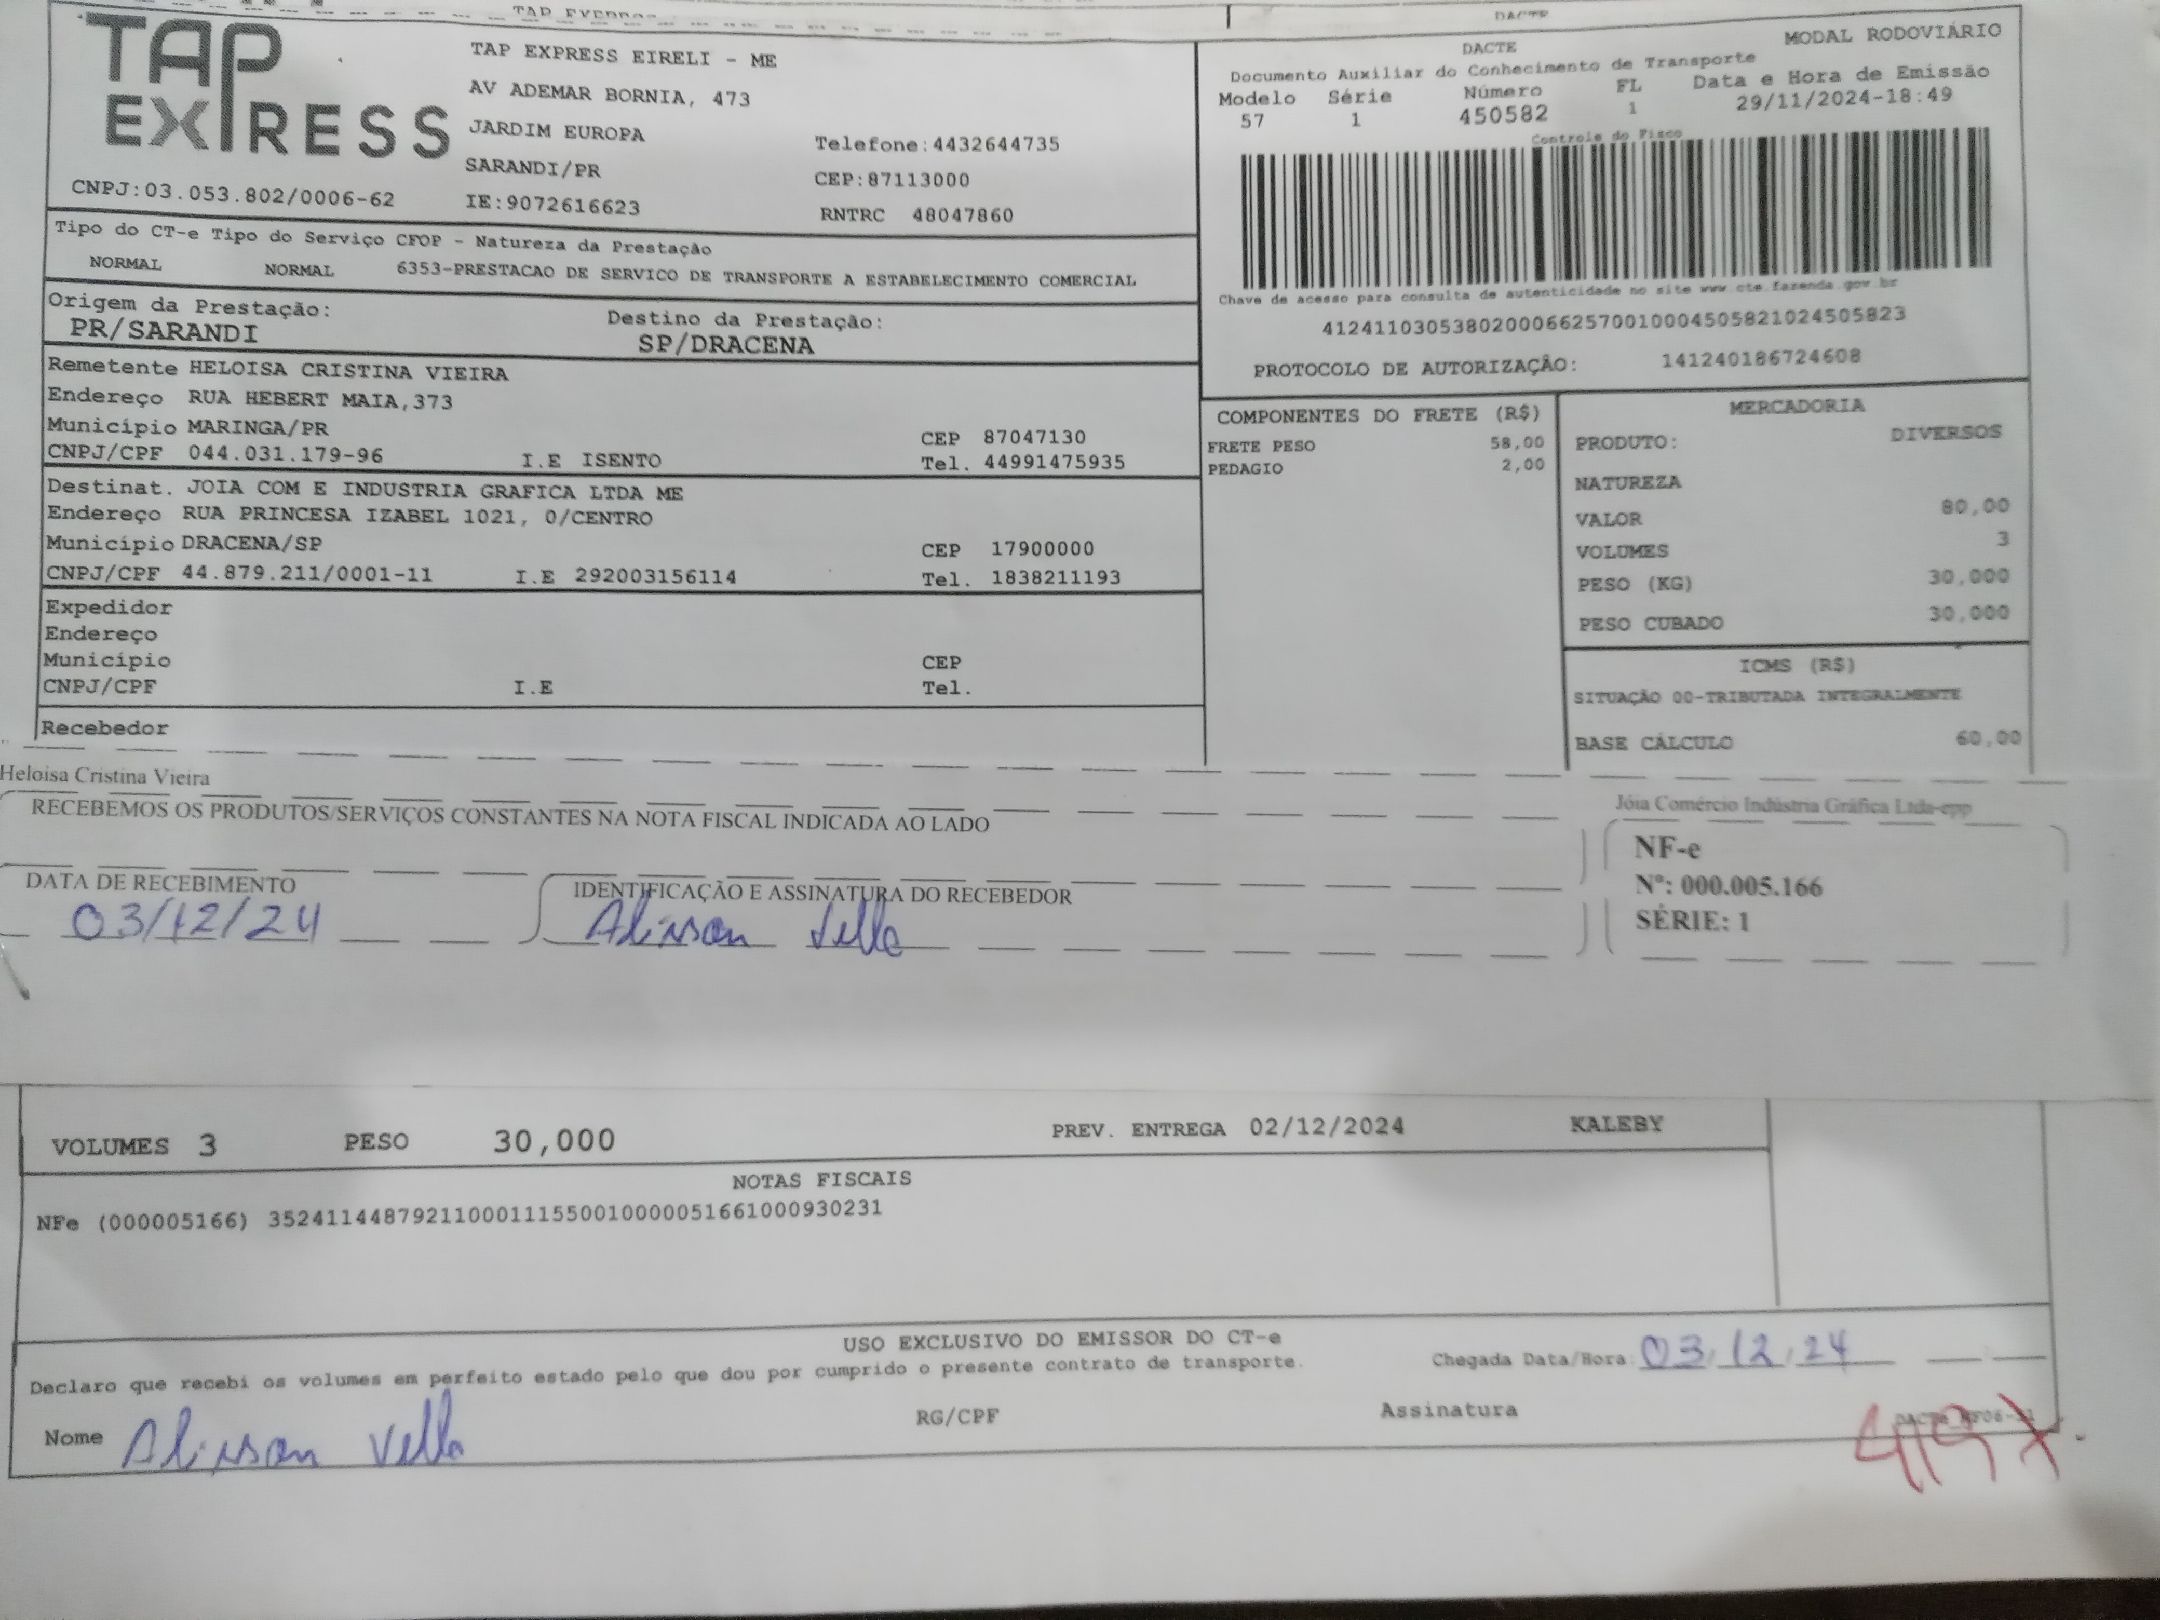 TAP EXPRESS
DACTE
TAP EXPRESS
TAP EXPRESS EIRELI - ME
AV ADEMAR BORNIA, 473
JARDIM EUROPA
Telefone:4432644735
SARANDI/PR
CEP:87113000
CNPJ:03.053.802/0006-62
IE:9072616623
RNTRC 48047860
DACTE
MODAL RODOVIÁRIO
Documento Auxiliar do Conhecimento de Transporte
Modelo Série Número FL Data e Hora de Emissão
57 1 450582 1 29/11/2024-18:49
Controle do Fisco
Chave de acesso para consulta de autenticidade no site www.cte.fazenda.gov.br
41241103053802000662570010004505821024505823
PROTOCOLO DE AUTORIZAÇÃO: 141240186724608
Tipo do CT-e Tipo do Serviço CFOP - Natureza da Prestação
NORMAL NORMAL 6353-PRESTACAO DE SERVICO DE TRANSPORTE A ESTABELECIMENTO COMERCIAL
Origem da Prestação: Destino da Prestação:
PR/SARANDI SP/DRACENA
Remetente HELOISA CRISTINA VIEIRA
Endereço RUA HEBERT MAIA,373
Município MARINGA/PR CEP 87047130
CNPJ/CPF 044.031.179-96 I.E ISENTO Tel. 44991475935
Destinat. JOIA COM E INDUSTRIA GRAFICA LTDA ME
Endereço RUA PRINCESA IZABEL 1021, 0/CENTRO
Município DRACENA/SP CEP 17900000
CNPJ/CPF 44.879.211/0001-11 I.E 292003156114 Tel. 1838211193
Expedidor
Endereço
Município CEP
CNPJ/CPF I.E Tel.
Recebedor
COMPONENTES DO FRETE (R$)
FRETE PESO 58,00
PEDAGIO 2,00
MERCADORIA
PRODUTO: DIVERSOS
NATUREZA
VALOR 80,00
VOLUMES 3
PESO (KG) 30,000
PESO CUBADO 30,000
ICMS (R$)
SITUAÇÃO 00-TRIBUTADA INTEGRALMENTE
BASE CÁLCULO 60,00
Heloisa Cristina Vieira
Jóia Comércio Indústria Gráfica Ltda-epp
RECEBEMOS OS PRODUTOS/SERVIÇOS CONSTANTES NA NOTA FISCAL INDICADA AO LADO
DATA DE RECEBIMENTO
03/12/24
IDENTIFICAÇÃO E ASSINATURA DO RECEBEDOR
Alisson Vella
NF-e
Nº: 000.005.166
SÉRIE: 1
VOLUMES 3 PESO 30,000 PREV. ENTREGA 02/12/2024 KALEBY
NOTAS FISCAIS
NFe (000005166) 35241144879211000111550010000051661000930231
USO EXCLUSIVO DO EMISSOR DO CT-e
Declaro que recebi os volumes em perfeito estado pelo que dou por cumprido o presente contrato de transporte.
Chegada Data/Hora: 03/12/24
Nome Alisson Vella
RG/CPF
Assinatura